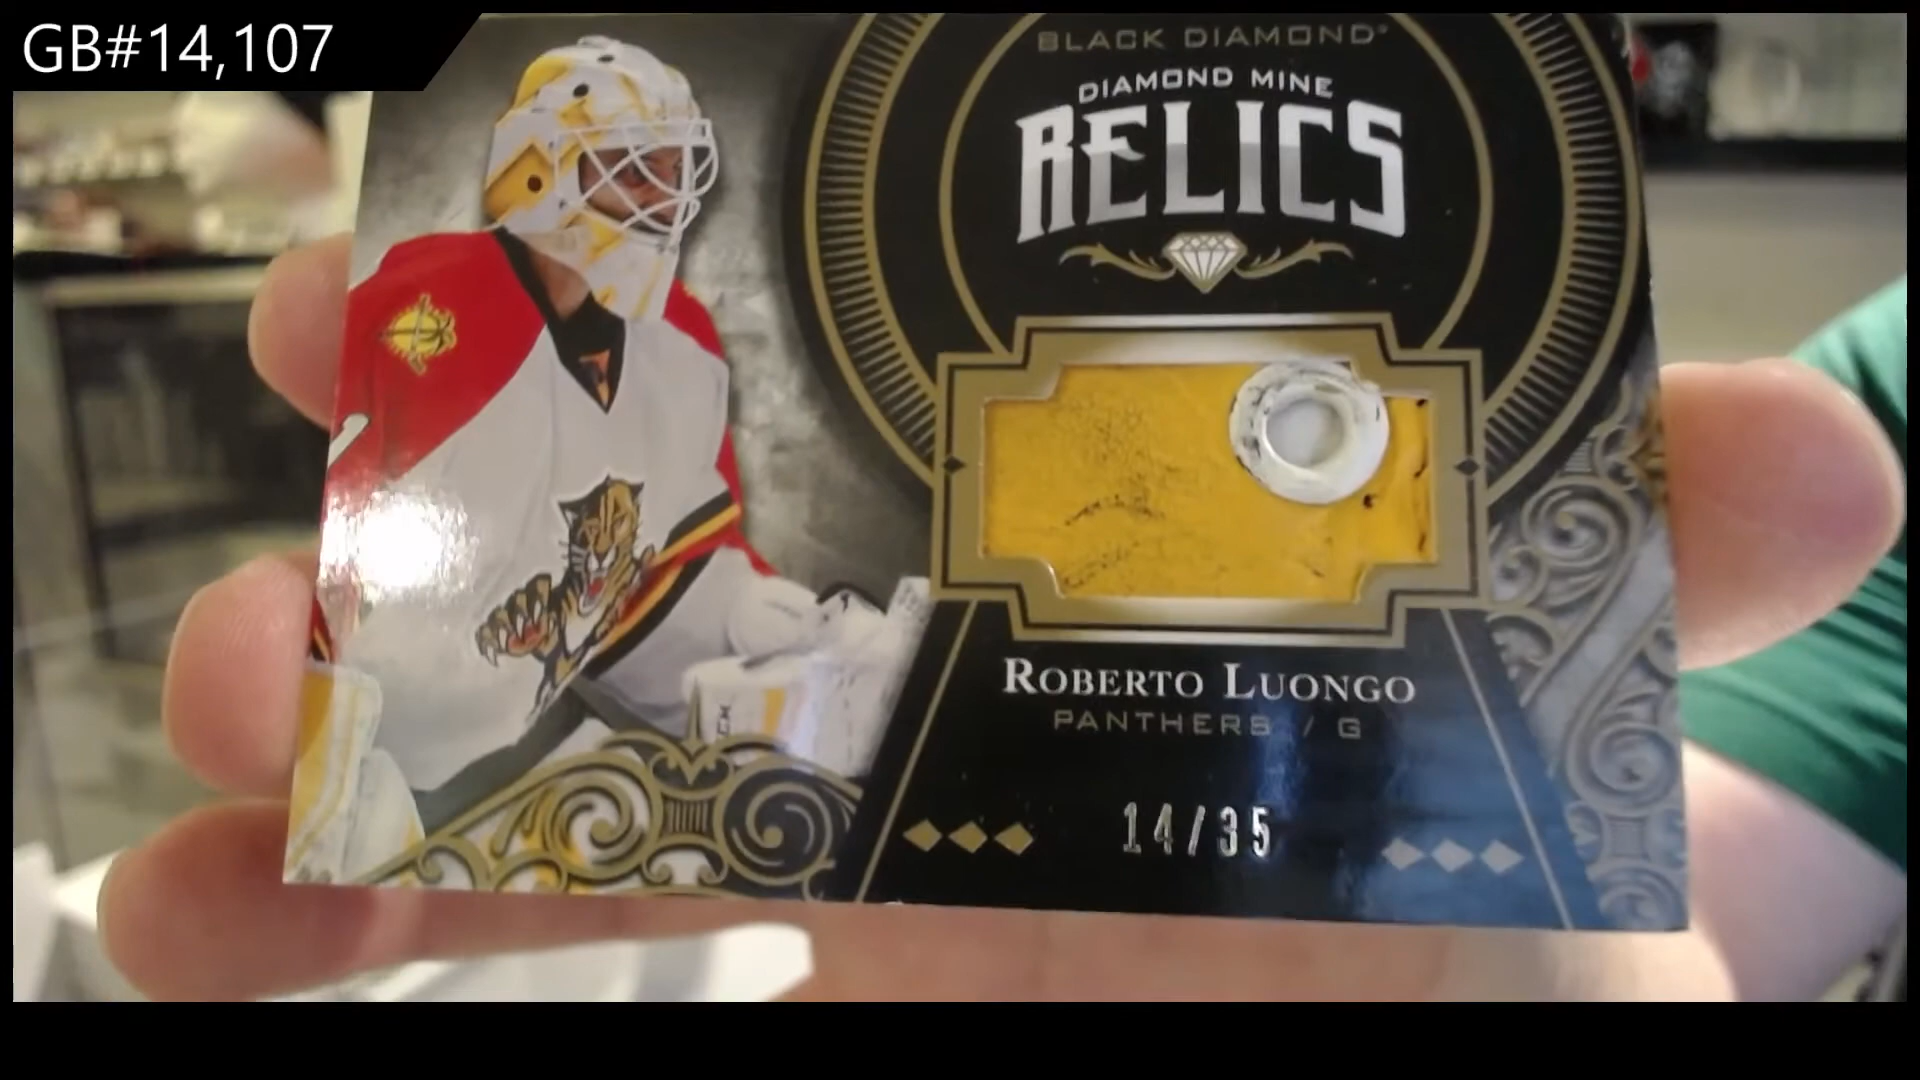 GB#14,107
BLACK DIAMOND
DIAMOND MINE
RELICS
ROBERTO LUONGO
PANTHERS / G
14/35